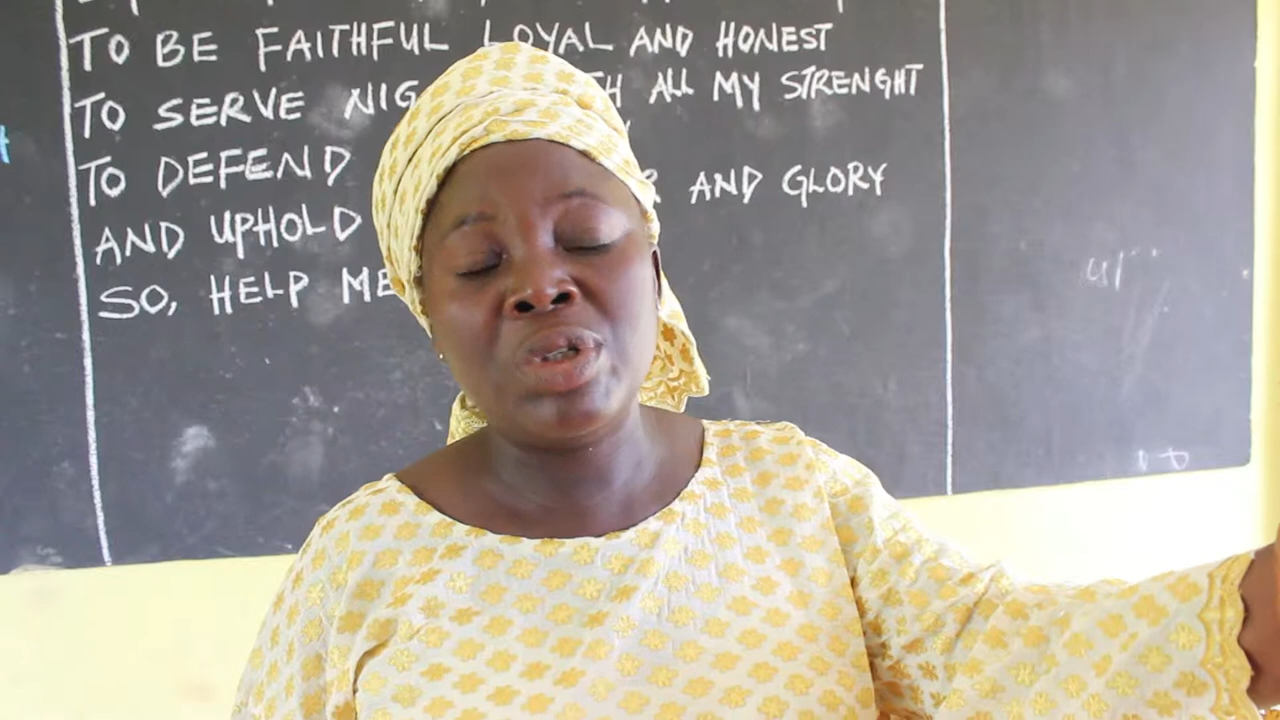 TO BE FAITHFUL LOYAL AND HONEST
TO SERVE NIG TH ALL MY STRENGHT
TO DEFEND R AND GLORY
AND UPHOLD
SO, HELP ME